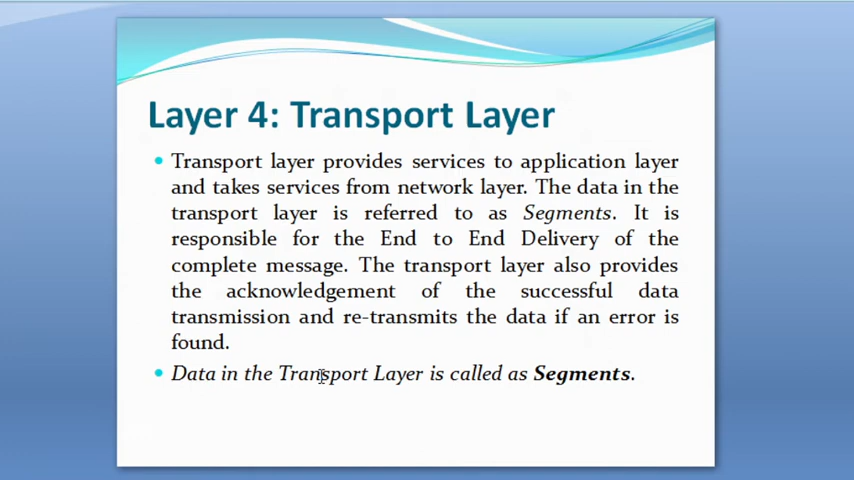 Layer 4: Transport Layer
• Transport layer provides services to application layer
and takes services from network layer. The data in the
transport layer is referred to as Segments. It is
responsible for the End to End Delivery of the
complete message. The transport layer also provides
the acknowledgement of the successful data
transmission and re-transmits the data if an error is
found.
• Data in the Transport Layer is called as Segments.